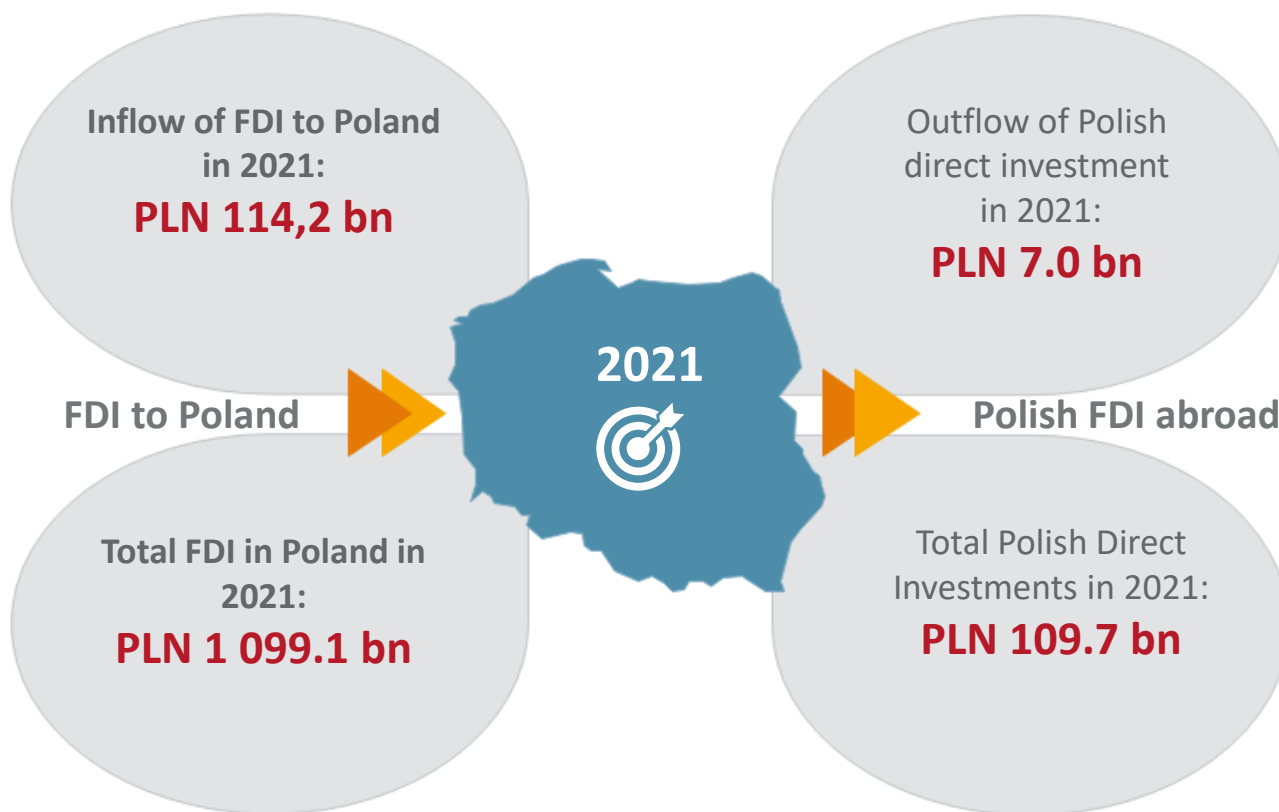 Inflow of FDI to Poland
in 2021:
PLN 114,2 bn
Outflow of Polish
direct investment
in 2021:
PLN 7.0 bn
2021
FDI to Poland
Polish FDI abroad
Total FDI in Poland in
2021:
PLN 1 099.1 bn
Total Polish Direct
Investments in 2021:
PLN 109.7 bn